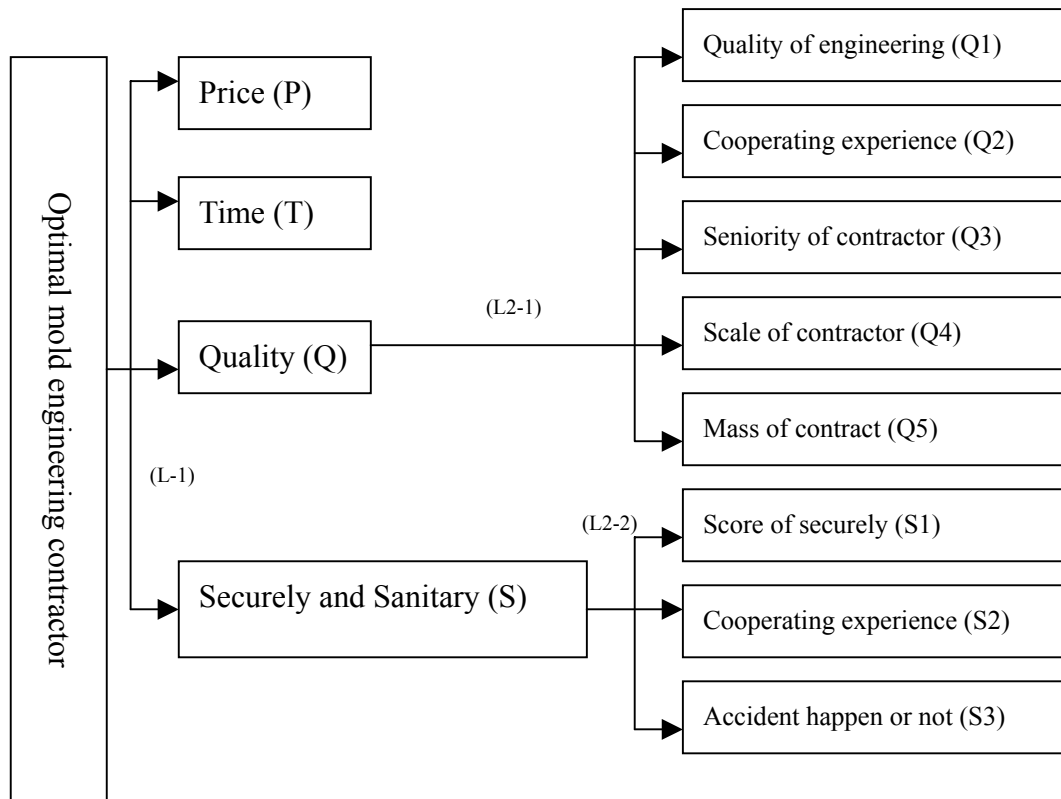 Optimal mold engineering contractor
Price (P)
Time (T)
Quality (Q)
Securely and Sanitary (S)
(L-1)
(L2-1)
(L2-2)
Quality of engineering (Q1)
Cooperating experience (Q2)
Seniority of contractor (Q3)
Scale of contractor (Q4)
Mass of contract (Q5)
Score of securely (S1)
Cooperating experience (S2)
Accident happen or not (S3)